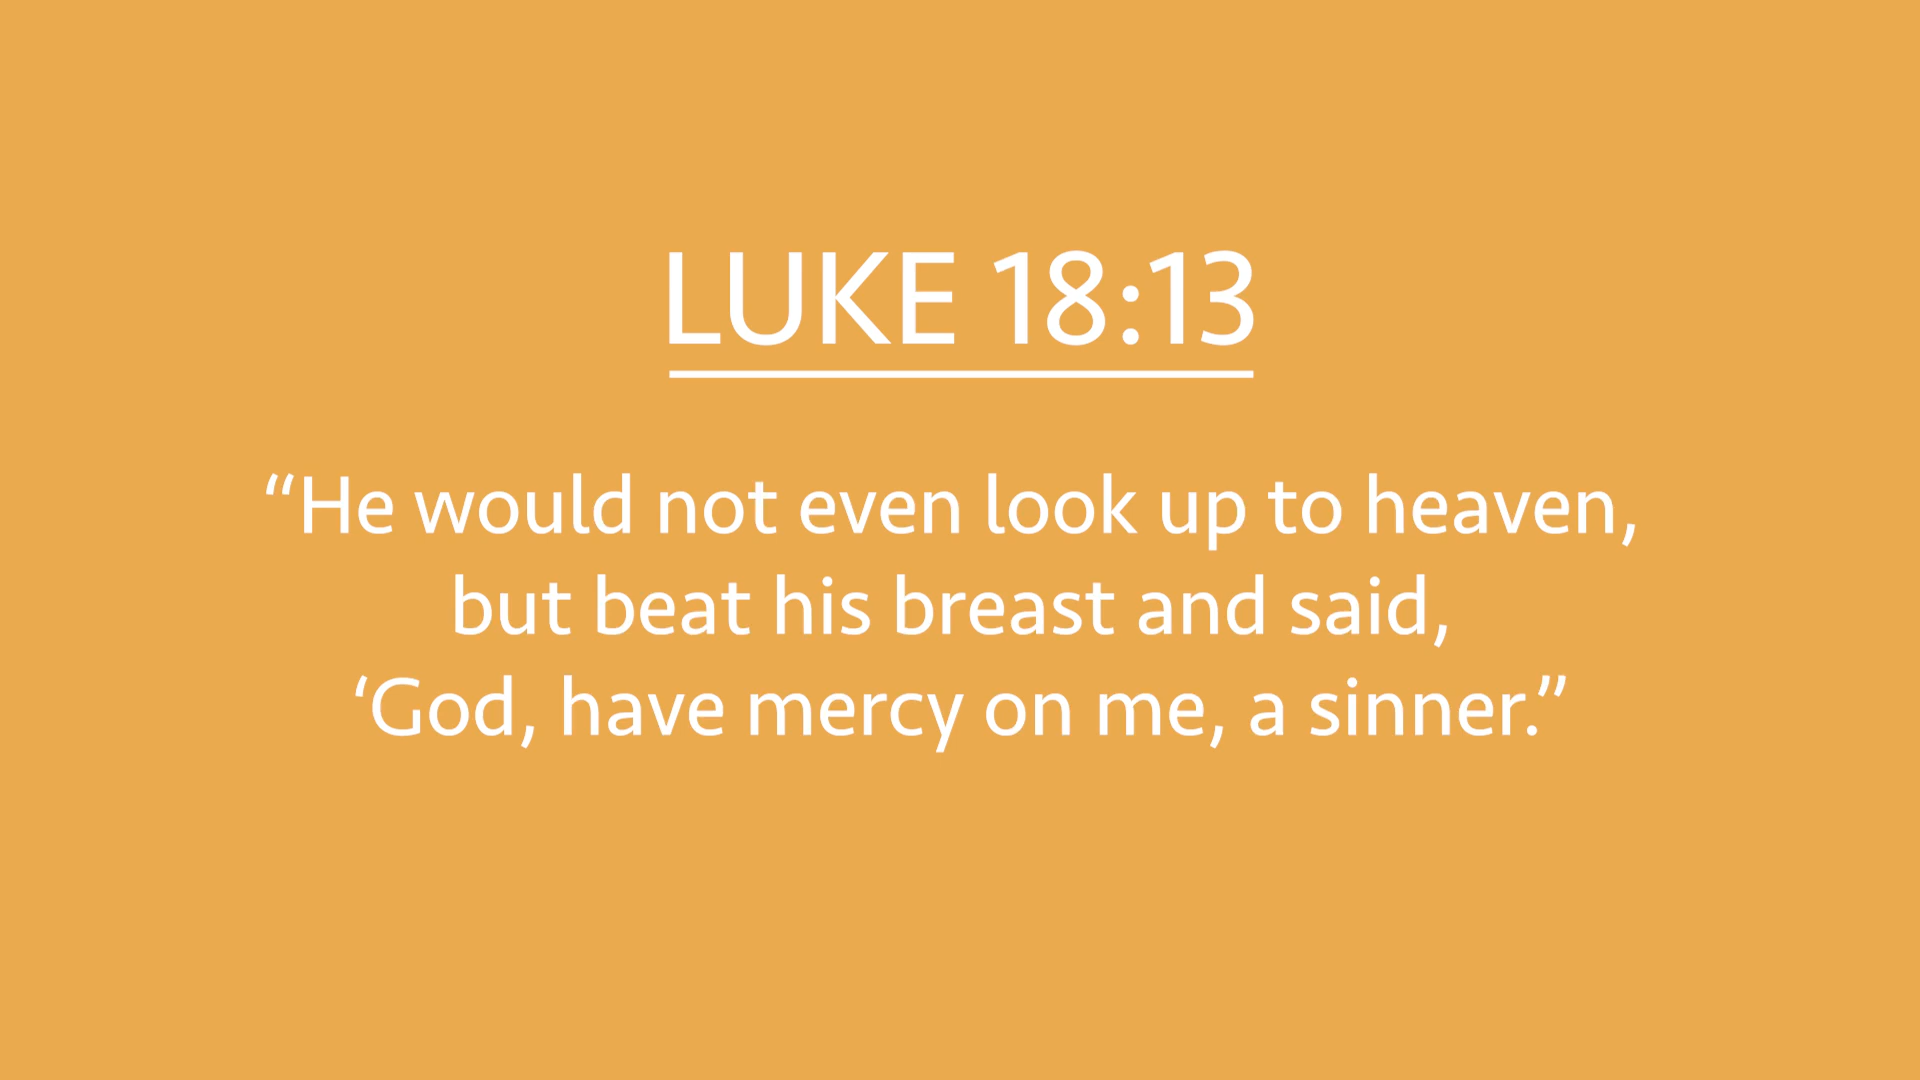 LUKE 18:13
“He would not even look up to heaven,
but beat his breast and said,
‘God, have mercy on me, a sinner.”